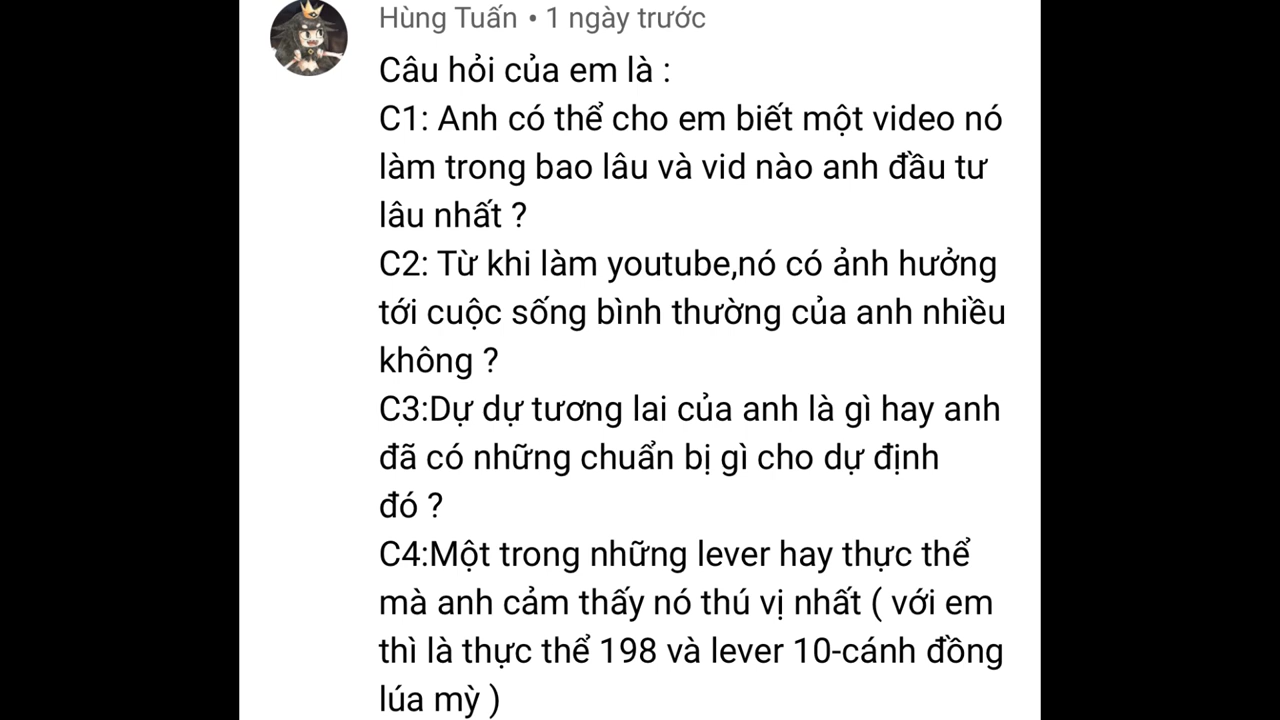 Hùng Tuấn • 1 ngày trước
Câu hỏi của em là :
C1: Anh có thể cho em biết một video nó
làm trong bao lâu và vid nào anh đầu tư
lâu nhất ?
C2: Từ khi làm youtube,nó có ảnh hưởng
tới cuộc sống bình thường của anh nhiều
không ?
C3:Dự dự tương lai của anh là gì hay anh
đã có những chuẩn bị gì cho dự định
đó ?
C4:Một trong những lever hay thực thể
mà anh cảm thấy nó thú vị nhất ( với em
thì là thực thể 198 và lever 10-cánh đồng
lúa mỳ )